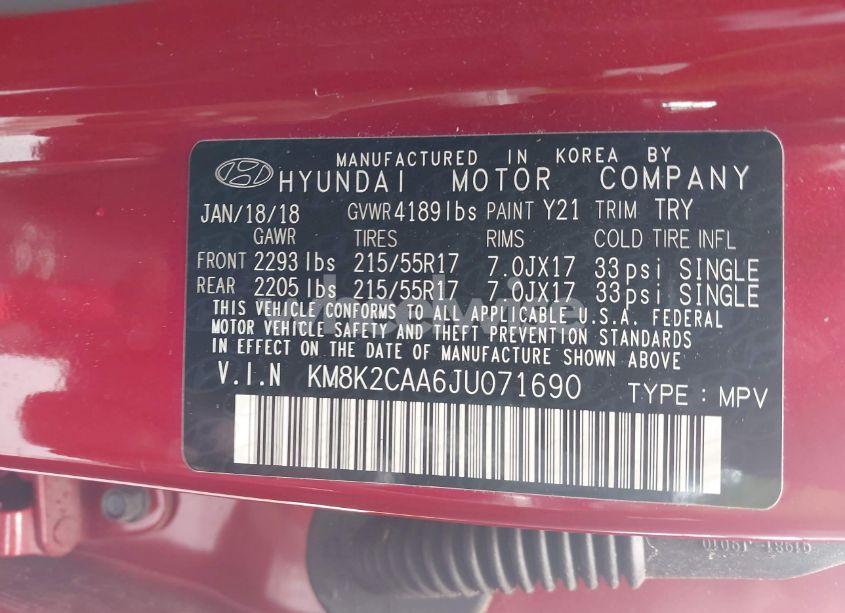 MANUFACTURED IN KOREA BY
HYUNDAI MOTOR COMPANY
JAN/18/18 GVWR 4189lbs PAINT Y21 TRIM TRY
GAWR TIRES RIMS COLD TIRE INFL
FRONT 2293 lbs 215/55R17 7.0JX17 33psi SINGLE
REAR 2205 lbs 215/55R17 7.0JX17 33psi SINGLE
THIS VEHICLE CONFORMS TO ALL APPLICABLE U.S.A. FEDERAL
MOTOR VEHICLE SAFETY AND THEFT PREVENTION STANDARDS
IN EFFECT ON THE DATE OF MANUFACTURE SHOWN ABOVE
V.I.N KM8K2CAA6JU071690 TYPE : MPV